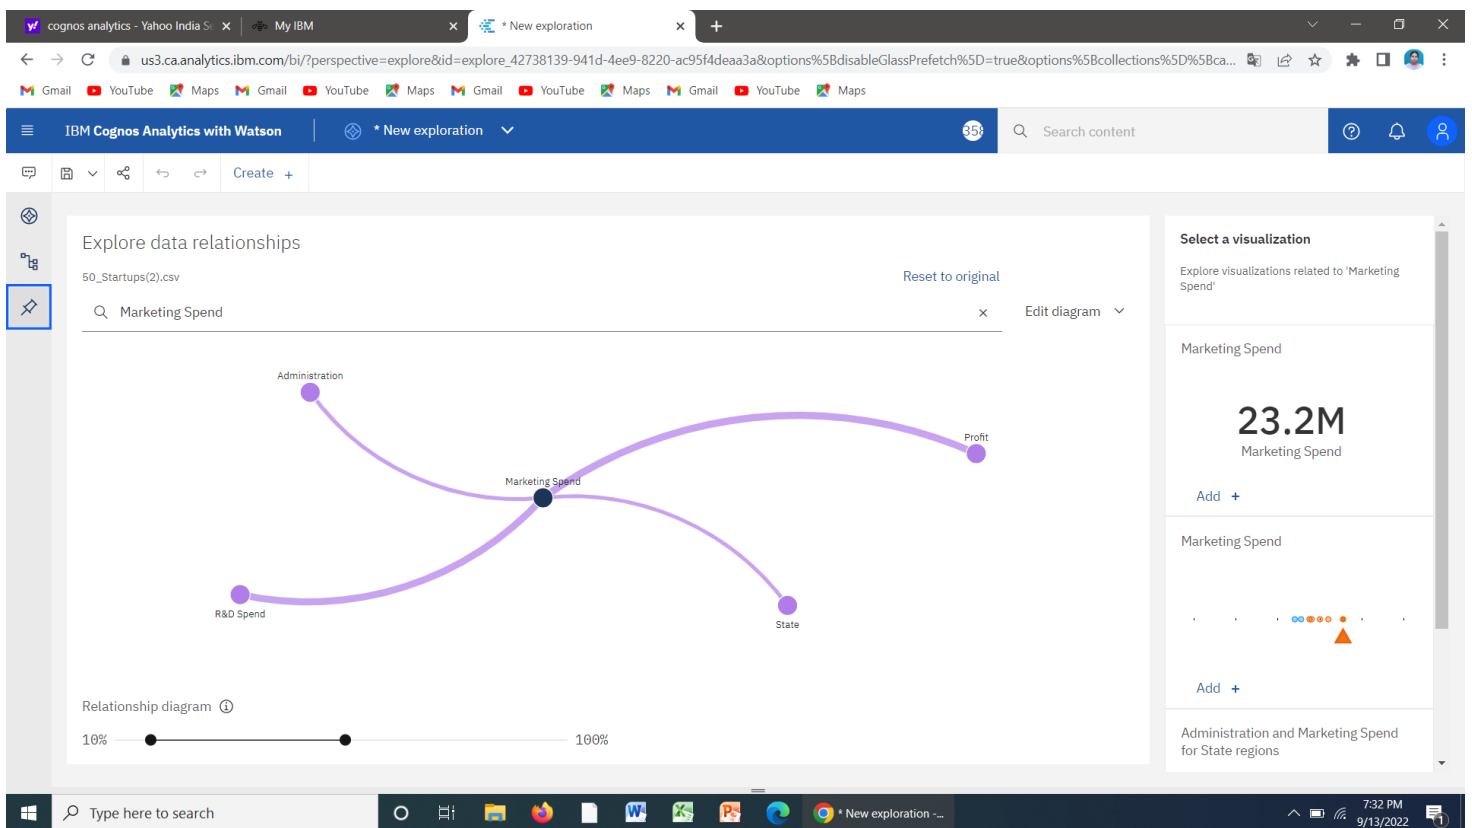 cognos analytics - Yahoo India Se
My IBM
* New exploration
us3.ca.analytics.ibm.com/bi/?perspective=explore&id=explore_42738139-941d-4ee9-8220-ac95f4deaa3a&options%5BdisableGlassPrefetch%5D=true&options%5Bcollections%5D%5Bca...
Gmail YouTube Maps Gmail YouTube Maps Gmail YouTube Maps Gmail YouTube Maps
IBM Cognos Analytics with Watson
* New exploration
358
Search content
Create +
Explore data relationships
50_Startups(2).csv
Reset to original
Marketing Spend
Edit diagram
Administration
Profit
Marketing Spend
R&D Spend
State
Relationship diagram
10%
100%
Select a visualization
Explore visualizations related to 'Marketing
Spend'
Marketing Spend
23.2M
Marketing Spend
Add +
Marketing Spend
Add +
Administration and Marketing Spend
for State regions
Type here to search
* New exploration -...
7:32 PM
9/13/2022
1